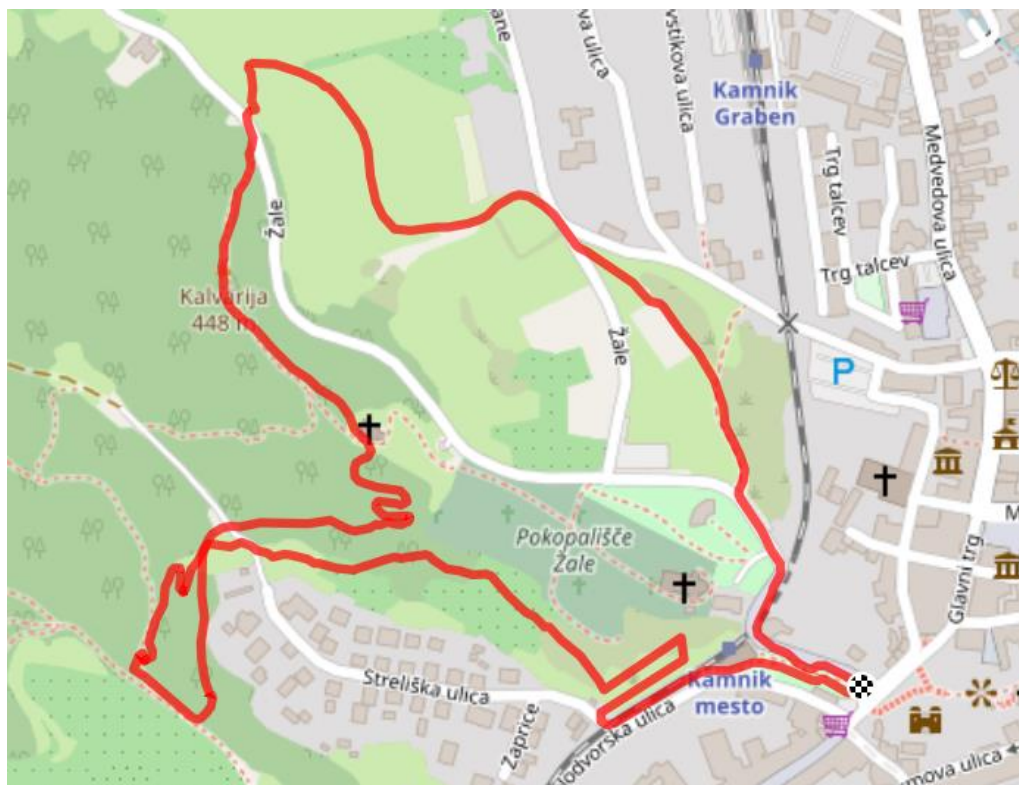 Kamnik
Graben
Medvedova ulica
Trg talcev
Trg talcev
Žale
Kalvarija
448 m
Žale
P
Pokopališče
Žale
Glavni trg
Streliška ulica
Kamnik
mesto
Zaprice